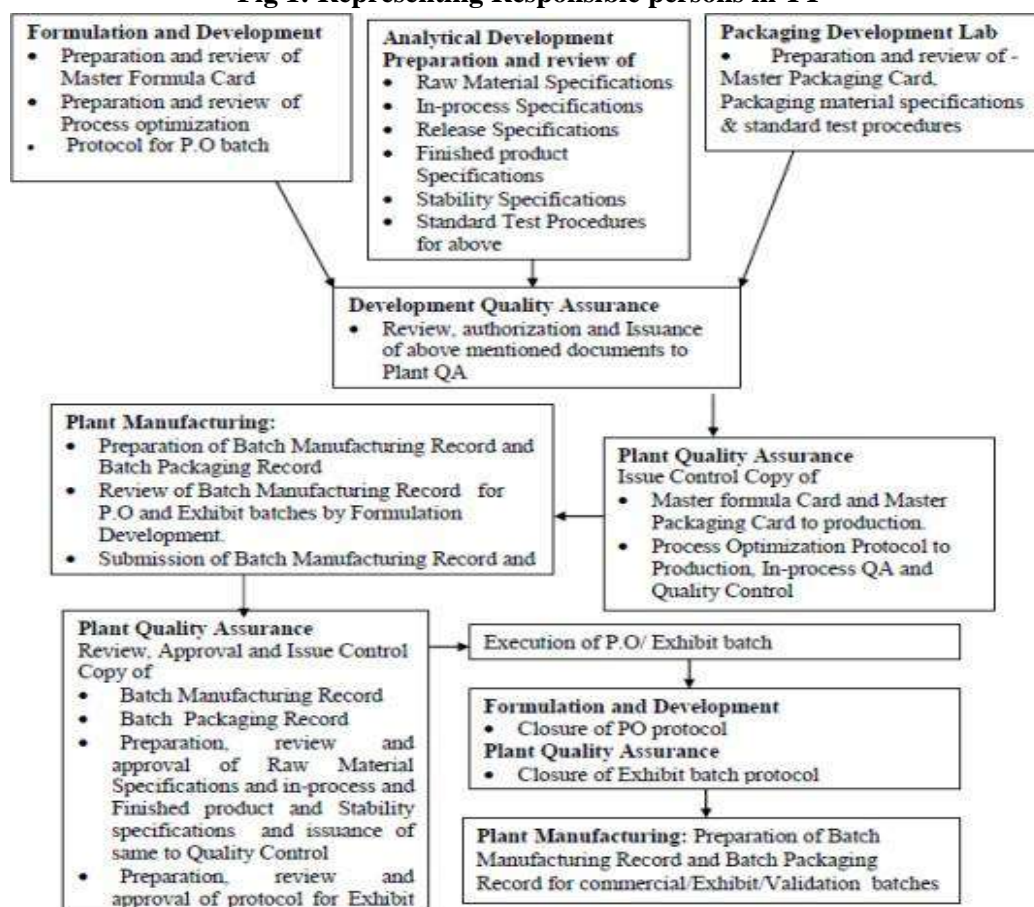 Formulation and Development
• Preparation and review of
Master Formula Card
• Preparation and review of
Process optimization
• Protocol for P.O batch
Analytical Development
Preparation and review of
• Raw Material Specifications
• In-process Specifications
• Release Specifications
• Finished product
Specifications
• Stability Specifications
• Standard Test Procedures
for above
Packaging Development Lab
• Preparation and review of -
Master Packaging Card,
Packaging material specifications
& standard test procedures
Development Quality Assurance
• Review, authorization and Issuance
of above mentioned documents to
Plant QA
Plant Quality Assurance
Issue Control Copy of
• Master formula Card and Master
Packaging Card to production.
• Process Optimization Protocol to
Production, In-process QA and
Quality Control
Plant Manufacturing:
• Preparation of Batch Manufacturing Record and
Batch Packaging Record
• Review of Batch Manufacturing Record for
P.O and Exhibit batches by Formulation
Development.
• Submission of Batch Manufacturing Record and
Plant Quality Assurance
Review, Approval and Issue Control
Copy of
• Batch Manufacturing Record
• Batch Packaging Record
• Preparation, review and
approval of Raw Material
Specifications and in-process and
Finished product and Stability
specifications and issuance of
same to Quality Control
• Preparation, review and
approval of protocol for Exhibit
Execution of P.O/ Exhibit batch
Formulation and Development
• Closure of PO protocol
Plant Quality Assurance
• Closure of Exhibit batch protocol
Plant Manufacturing: Preparation of Batch
Manufacturing Record and Batch Packaging
Record for commercial/Exhibit/Validation batches